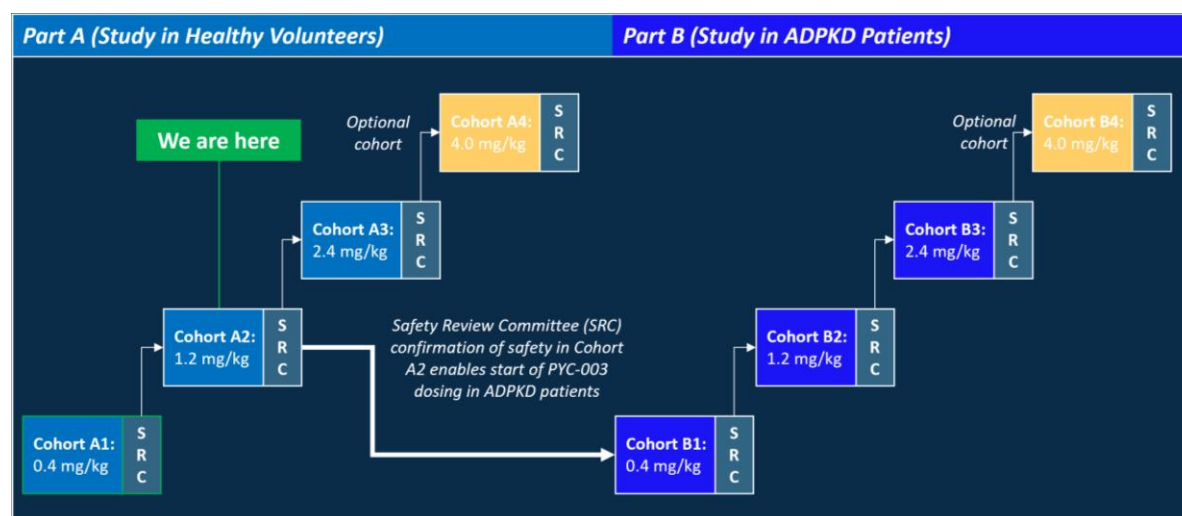 Part A (Study in Healthy Volunteers)
Part B (Study in ADPKD Patients)
We are here
Optional
cohort
Cohort A4:
4.0 mg/kg
S
R
C
Cohort A3:
2.4 mg/kg
S
R
C
Cohort A2:
1.2 mg/kg
S
R
C
Cohort A1:
0.4 mg/kg
S
R
C
Safety Review Committee (SRC)
confirmation of safety in Cohort
A2 enables start of PYC-003
dosing in ADPKD patients
Optional
cohort
Cohort B4:
4.0 mg/kg
S
R
C
Cohort B3:
2.4 mg/kg
S
R
C
Cohort B2:
1.2 mg/kg
S
R
C
Cohort B1:
0.4 mg/kg
S
R
C